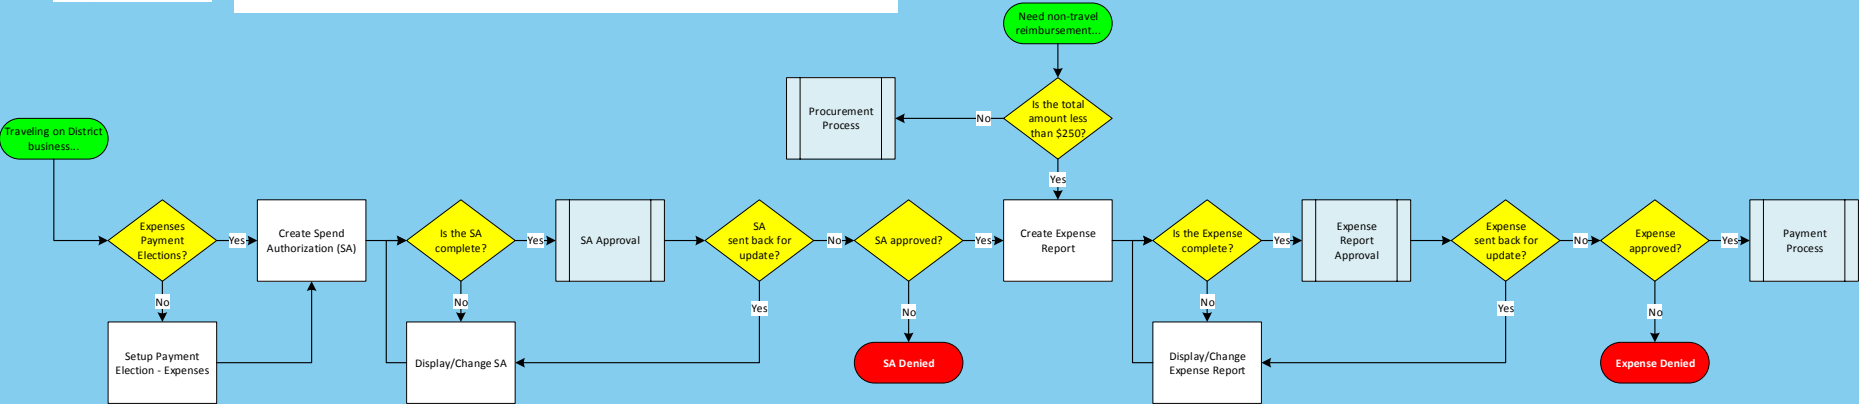 Need non-travel
reimbursement...
Is the total
amount less
than $250?
No
Procurement
Process
Yes
Traveling on District
business...
Expenses
Payment
Elections?
Yes
Create Spend
Authorization (SA)
Is the SA
complete?
Yes
SA Approval
SA
sent back for
update?
No
SA approved?
Yes
Create Expense
Report
Is the Expense
complete?
Yes
Expense
Report
Approval
Expense
sent back for
update?
No
Expense
approved?
Yes
Payment
Process
No
No
Yes
No
No
Yes
No
Setup Payment
Election - Expenses
Display/Change SA
SA Denied
Display/Change
Expense Report
Expense Denied